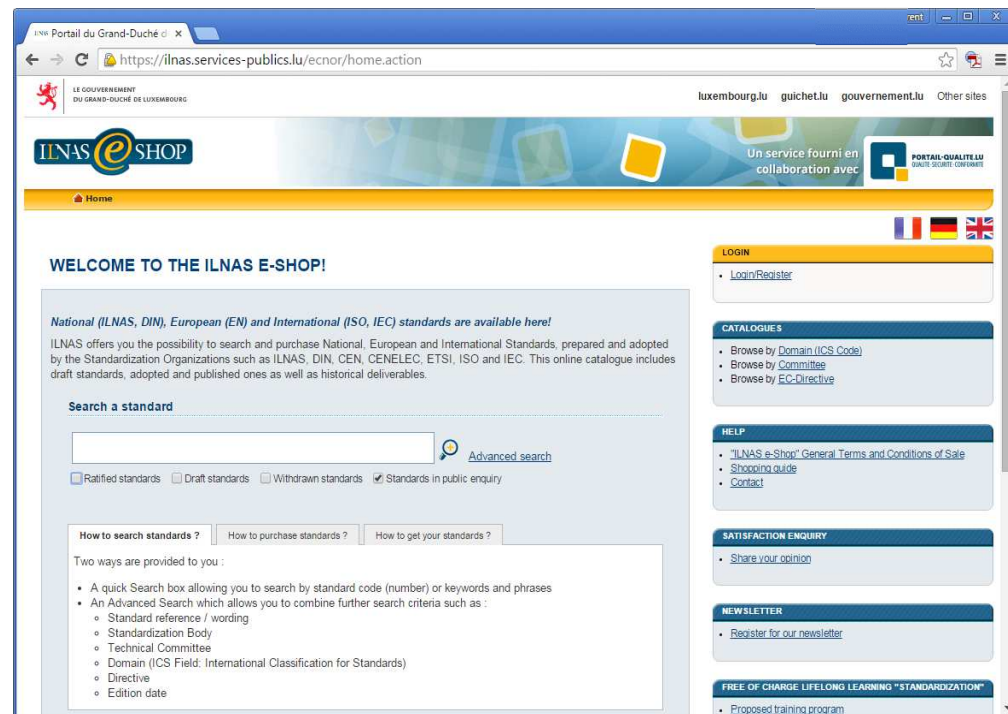 rent
ILNAS Portail du Grand-Duché d
https://ilnas.services-publics.lu/ecnor/home.action
LE GOUVERNEMENT
DU GRAND-DUCHÉ DE LUXEMBOURG
luxembourg.lu guichet.lu gouvernement.lu Other sites
ILNAS e SHOP
Un service fourni en
collaboration avec
PORTAIL-QUALITE.LU
QUALITE·SECURITE·CONFORMITE
Home
WELCOME TO THE ILNAS E-SHOP!
National (ILNAS, DIN), European (EN) and International (ISO, IEC) standards are available here!
ILNAS offers you the possibility to search and purchase National, European and International Standards, prepared and adopted
by the Standardization Organizations such as ILNAS, DIN, CEN, CENELEC, ETSI, ISO and IEC. This online catalogue includes
draft standards, adopted and published ones as well as historical deliverables.
Search a standard
Advanced search
Ratified standards Draft standards Withdrawn standards Standards in public enquiry
How to search standards ? How to purchase standards ? How to get your standards ?
Two ways are provided to you :
• A quick Search box allowing you to search by standard code (number) or keywords and phrases
• An Advanced Search which allows you to combine further search criteria such as :
Standard reference / wording
Standardization Body
Technical Committee
Domain (ICS Field: International Classification for Standards)
Directive
Edition date
LOGIN
• Login/Register
CATALOGUES
• Browse by Domain (ICS Code)
• Browse by Committee
• Browse by EC-Directive
HELP
• "ILNAS e-Shop" General Terms and Conditions of Sale
• Shopping guide
• Contact
SATISFACTION ENQUIRY
• Share your opinion
NEWSLETTER
• Register for our newsletter
FREE OF CHARGE LIFELONG LEARNING "STANDARDIZATION"
• Proposed training program